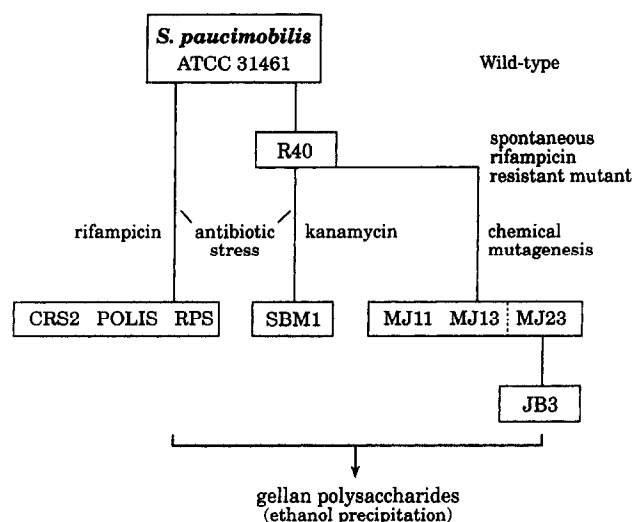 S. paucimobilis
ATCC 31461
Wild-type
R40
spontaneous
rifampicin
resistant mutant
rifampicin
antibiotic
stress
kanamycin
chemical
mutagenesis
CRS2 POLIS RPS
SBM1
MJ11 MJ13 MJ23
JB3
gellan polysaccharides
(ethanol precipitation)